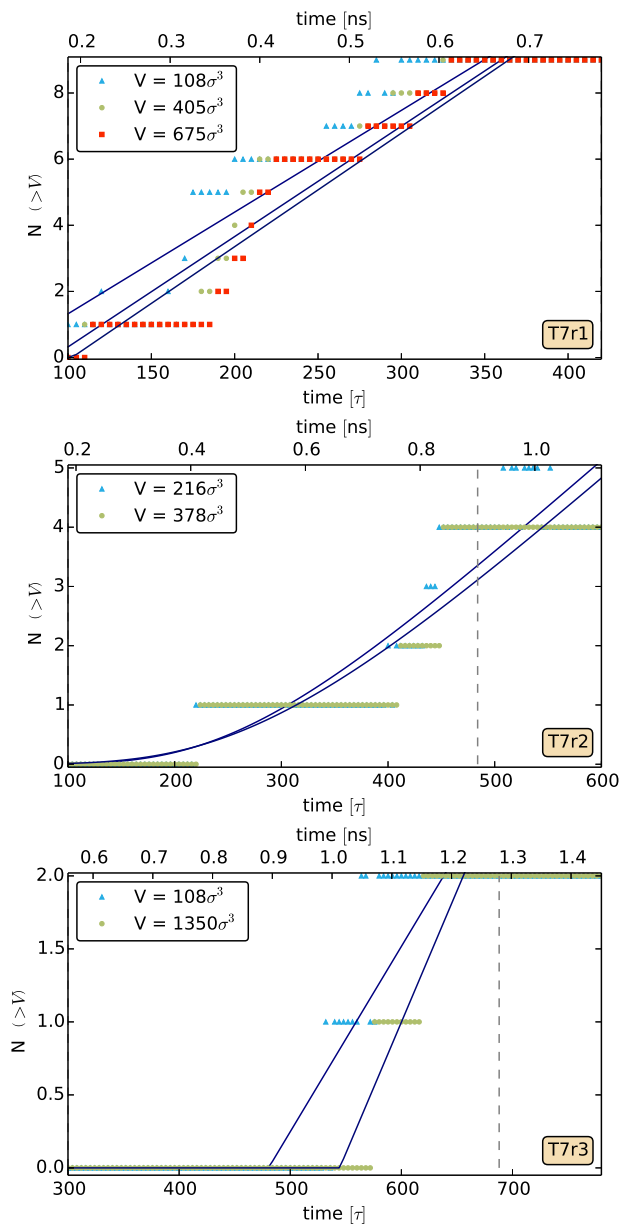 time [ns]
0.2 0.3 0.4 0.5 0.6 0.7
V = 108σ³
V = 405σ³
V = 675σ³
8
6
4
2
0
N (>V)
T7r1
100 150 200 250 300 350 400
time [τ]
time [ns]
0.2 0.4 0.6 0.8 1.0
V = 216σ³
V = 378σ³
5
4
3
2
1
0
N (>V)
T7r2
100 200 300 400 500 600
time [τ]
time [ns]
0.6 0.7 0.8 0.9 1.0 1.1 1.2 1.3 1.4
V = 108σ³
V = 1350σ³
2.0
1.5
1.0
0.5
0.0
N (>V)
T7r3
300 400 500 600 700
time [τ]